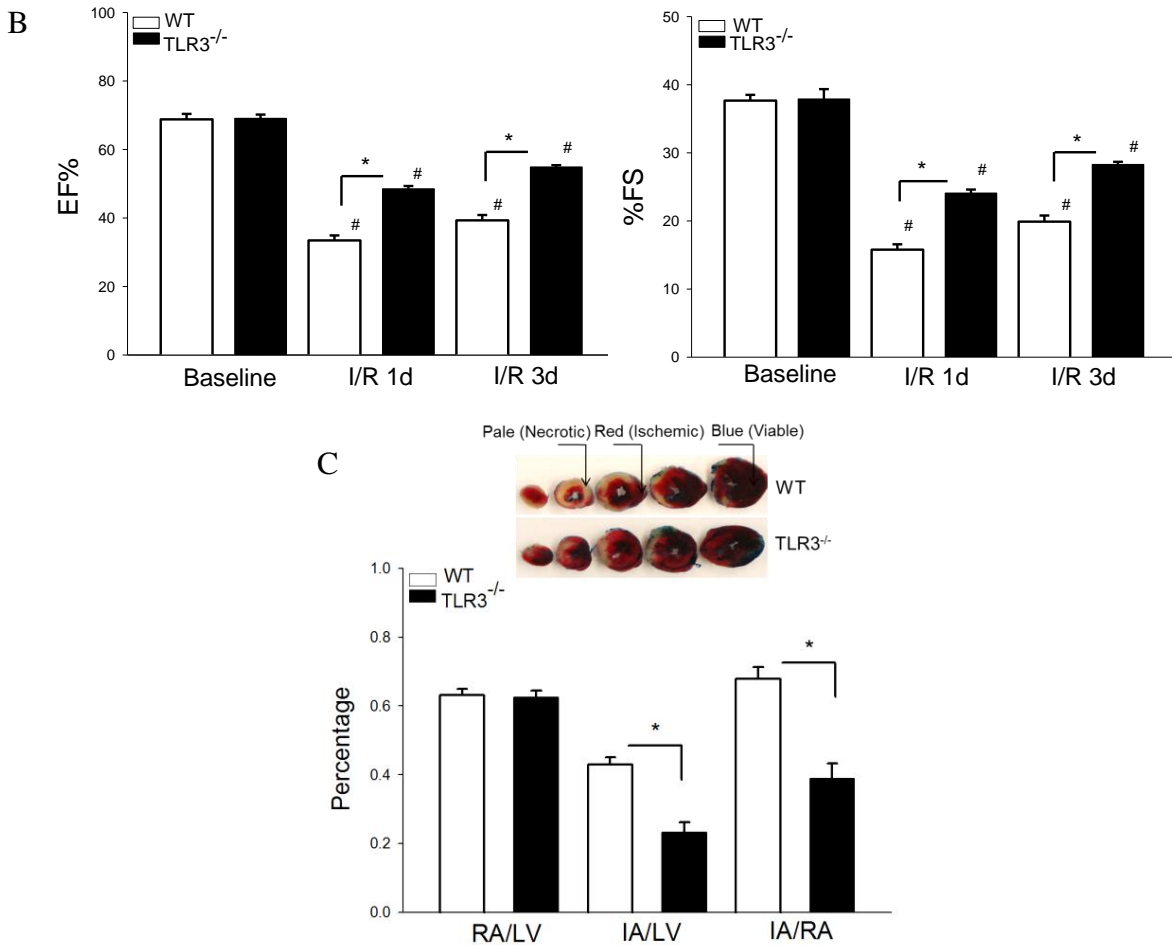 B
100
80
60
40
20
0
EF%
WT
TLR3-/-
*
#
#
*
#
#
Baseline
I/R 1d
I/R 3d
50
40
30
20
10
0
%FS
WT
TLR3-/-
*
#
#
*
#
#
Baseline
I/R 1d
I/R 3d
C
Pale (Necrotic) Red (Ischemic) Blue (Viable)
WT
TLR3-/-
1.0
0.8
0.6
0.4
0.2
0.0
Percentage
WT
TLR3-/-
*
*
RA/LV
IA/LV
IA/RA